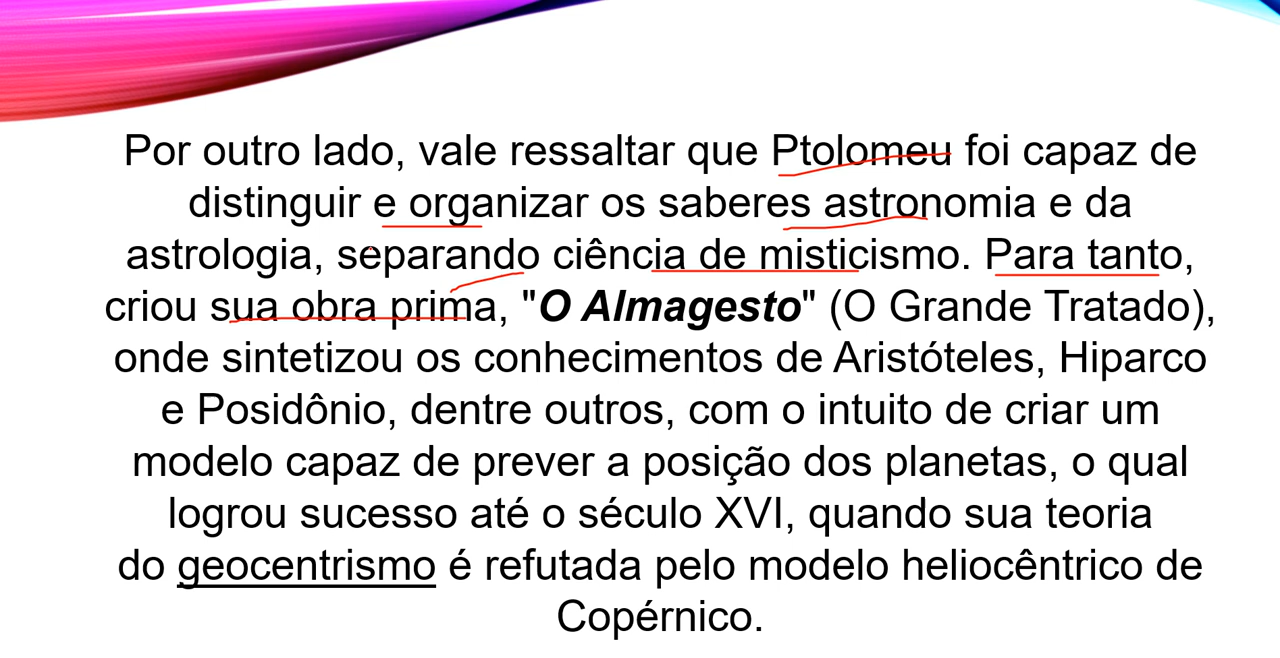 Por outro lado, vale ressaltar que Ptolomeu foi capaz de
distinguir e organizar os saberes astronomia e da
astrologia, separando ciência de misticismo. Para tanto,
criou sua obra prima, "O Almagesto" (O Grande Tratado),
onde sintetizou os conhecimentos de Aristóteles, Hiparco
e Posidônio, dentre outros, com o intuito de criar um
modelo capaz de prever a posição dos planetas, o qual
logrou sucesso até o século XVI, quando sua teoria
do geocentrismo é refutada pelo modelo heliocêntrico de
Copérnico.